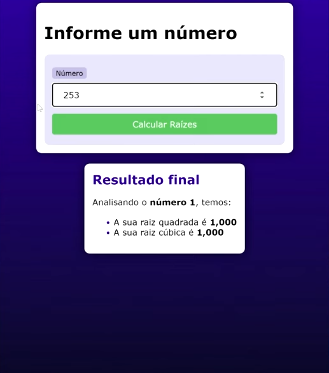 Informe um número
Número
253
Calcular Raízes
Resultado final
Analisando o número 1, temos:
• A sua raiz quadrada é 1,000
• A sua raiz cúbica é 1,000